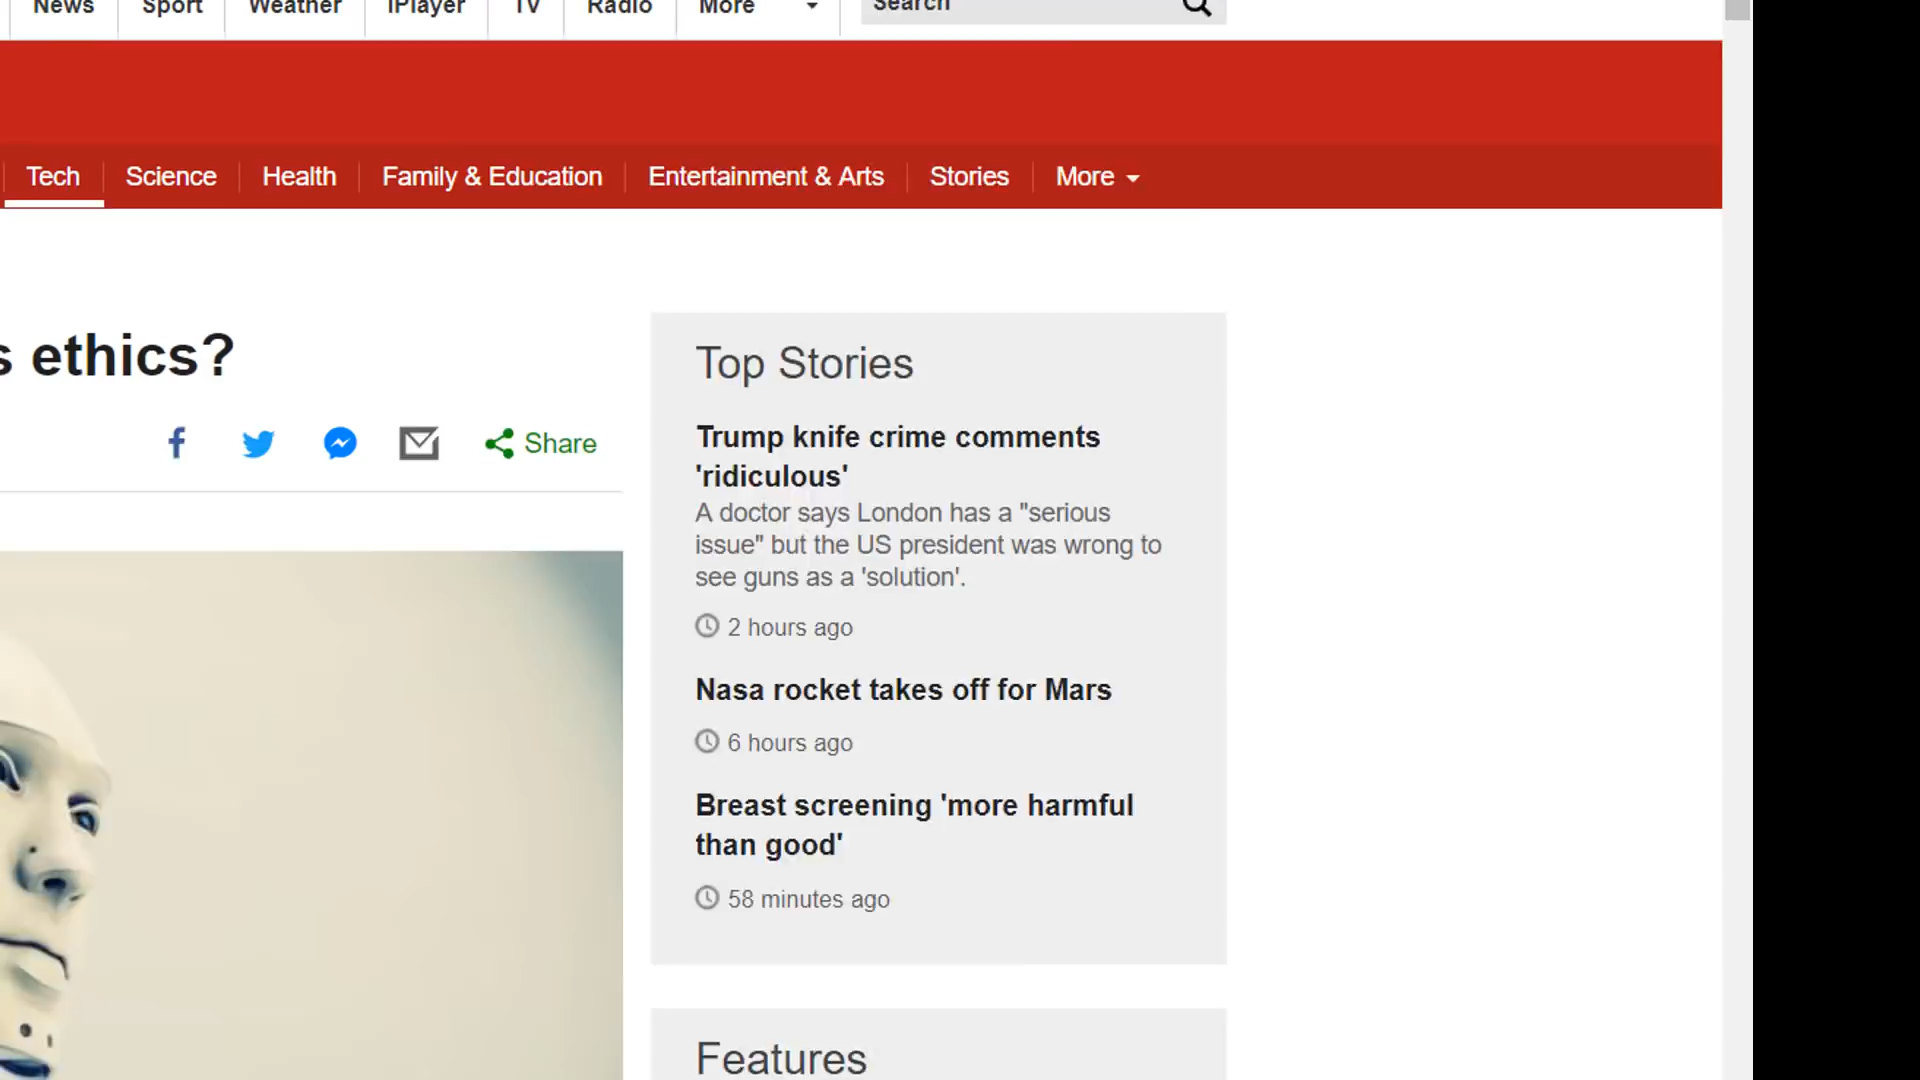 News Sport Weather iPlayer TV Radio More Search
Tech Science Health Family & Education Entertainment & Arts Stories More
s ethics?
Share
Top Stories
Trump knife crime comments
'ridiculous'
A doctor says London has a "serious
issue" but the US president was wrong to
see guns as a 'solution'.
2 hours ago
Nasa rocket takes off for Mars
6 hours ago
Breast screening 'more harmful
than good'
58 minutes ago
Features